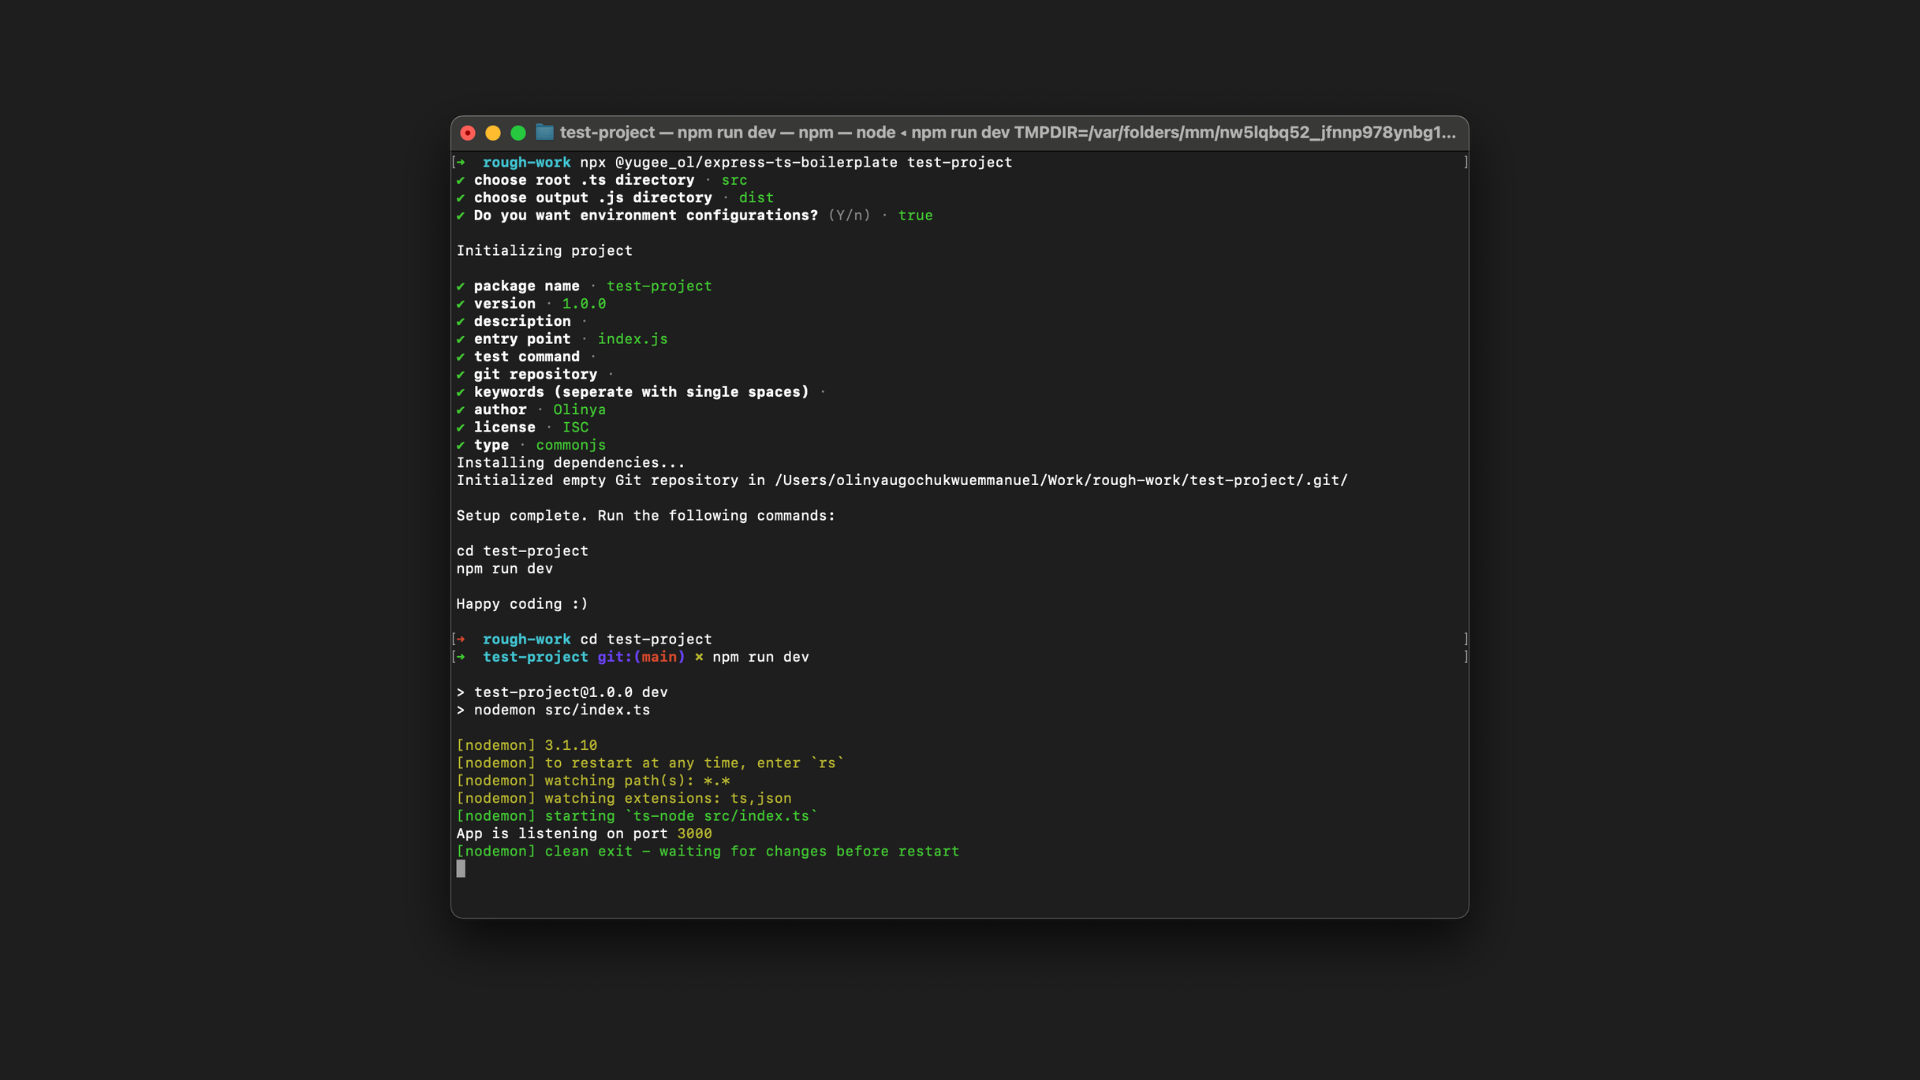 test-project — npm run dev — npm — node ◂ npm run dev TMPDIR=/var/folders/mm/nw5lqbq52_jfnnp978ynbg1...
[➜  rough-work npx @yugee_ol/express-ts-boilerplate test-project ]
✔ choose root .ts directory · src
✔ choose output .js directory · dist
✔ Do you want environment configurations? (Y/n) · true
Initializing project
✔ package name · test-project
✔ version · 1.0.0
✔ description ·
✔ entry point · index.js
✔ test command ·
✔ git repository ·
✔ keywords (seperate with single spaces) ·
✔ author · Olinya
✔ license · ISC
✔ type · commonjs
Installing dependencies...
Initialized empty Git repository in /Users/olinyaugochukwuemmanuel/Work/rough-work/test-project/.git/
Setup complete. Run the following commands:
cd test-project
npm run dev
Happy coding :)
[➜  rough-work cd test-project ]
[➜  test-project git:(main) × npm run dev ]
> test-project@1.0.0 dev
> nodemon src/index.ts
[nodemon] 3.1.10
[nodemon] to restart at any time, enter `rs`
[nodemon] watching path(s): *.*
[nodemon] watching extensions: ts,json
[nodemon] starting `ts-node src/index.ts`
App is listening on port 3000
[nodemon] clean exit - waiting for changes before restart